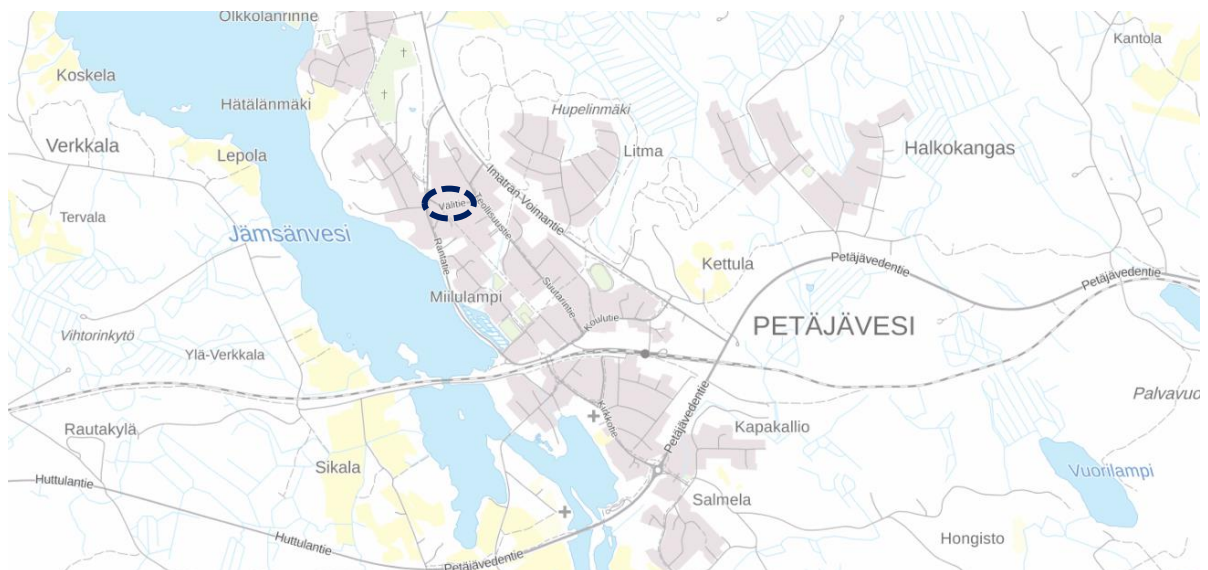 Olkkolanrinne
Kantola
Koskela
Hätälänmäki
Hupelinmäki
Verkkala
Lepola
Litma
Halkokangas
Imatran Voimantie
Välitie
Teollisuustie
Tervala
Jämsänvesi
Rantatie
Kettula
Petäjävedentie
Petäjävedentie
Suutarintie
Miilulampi
Koulutie
PETÄJÄVESI
Vihtorinkytö
Ylä-Verkkala
Palvavuo
Petäjävedentie
Kirkkotie
Rautakylä
Kapakallio
Sikala
Vuorilampi
Huttulantie
Salmela
Huttulantie
Hongisto
Petäjävedentie